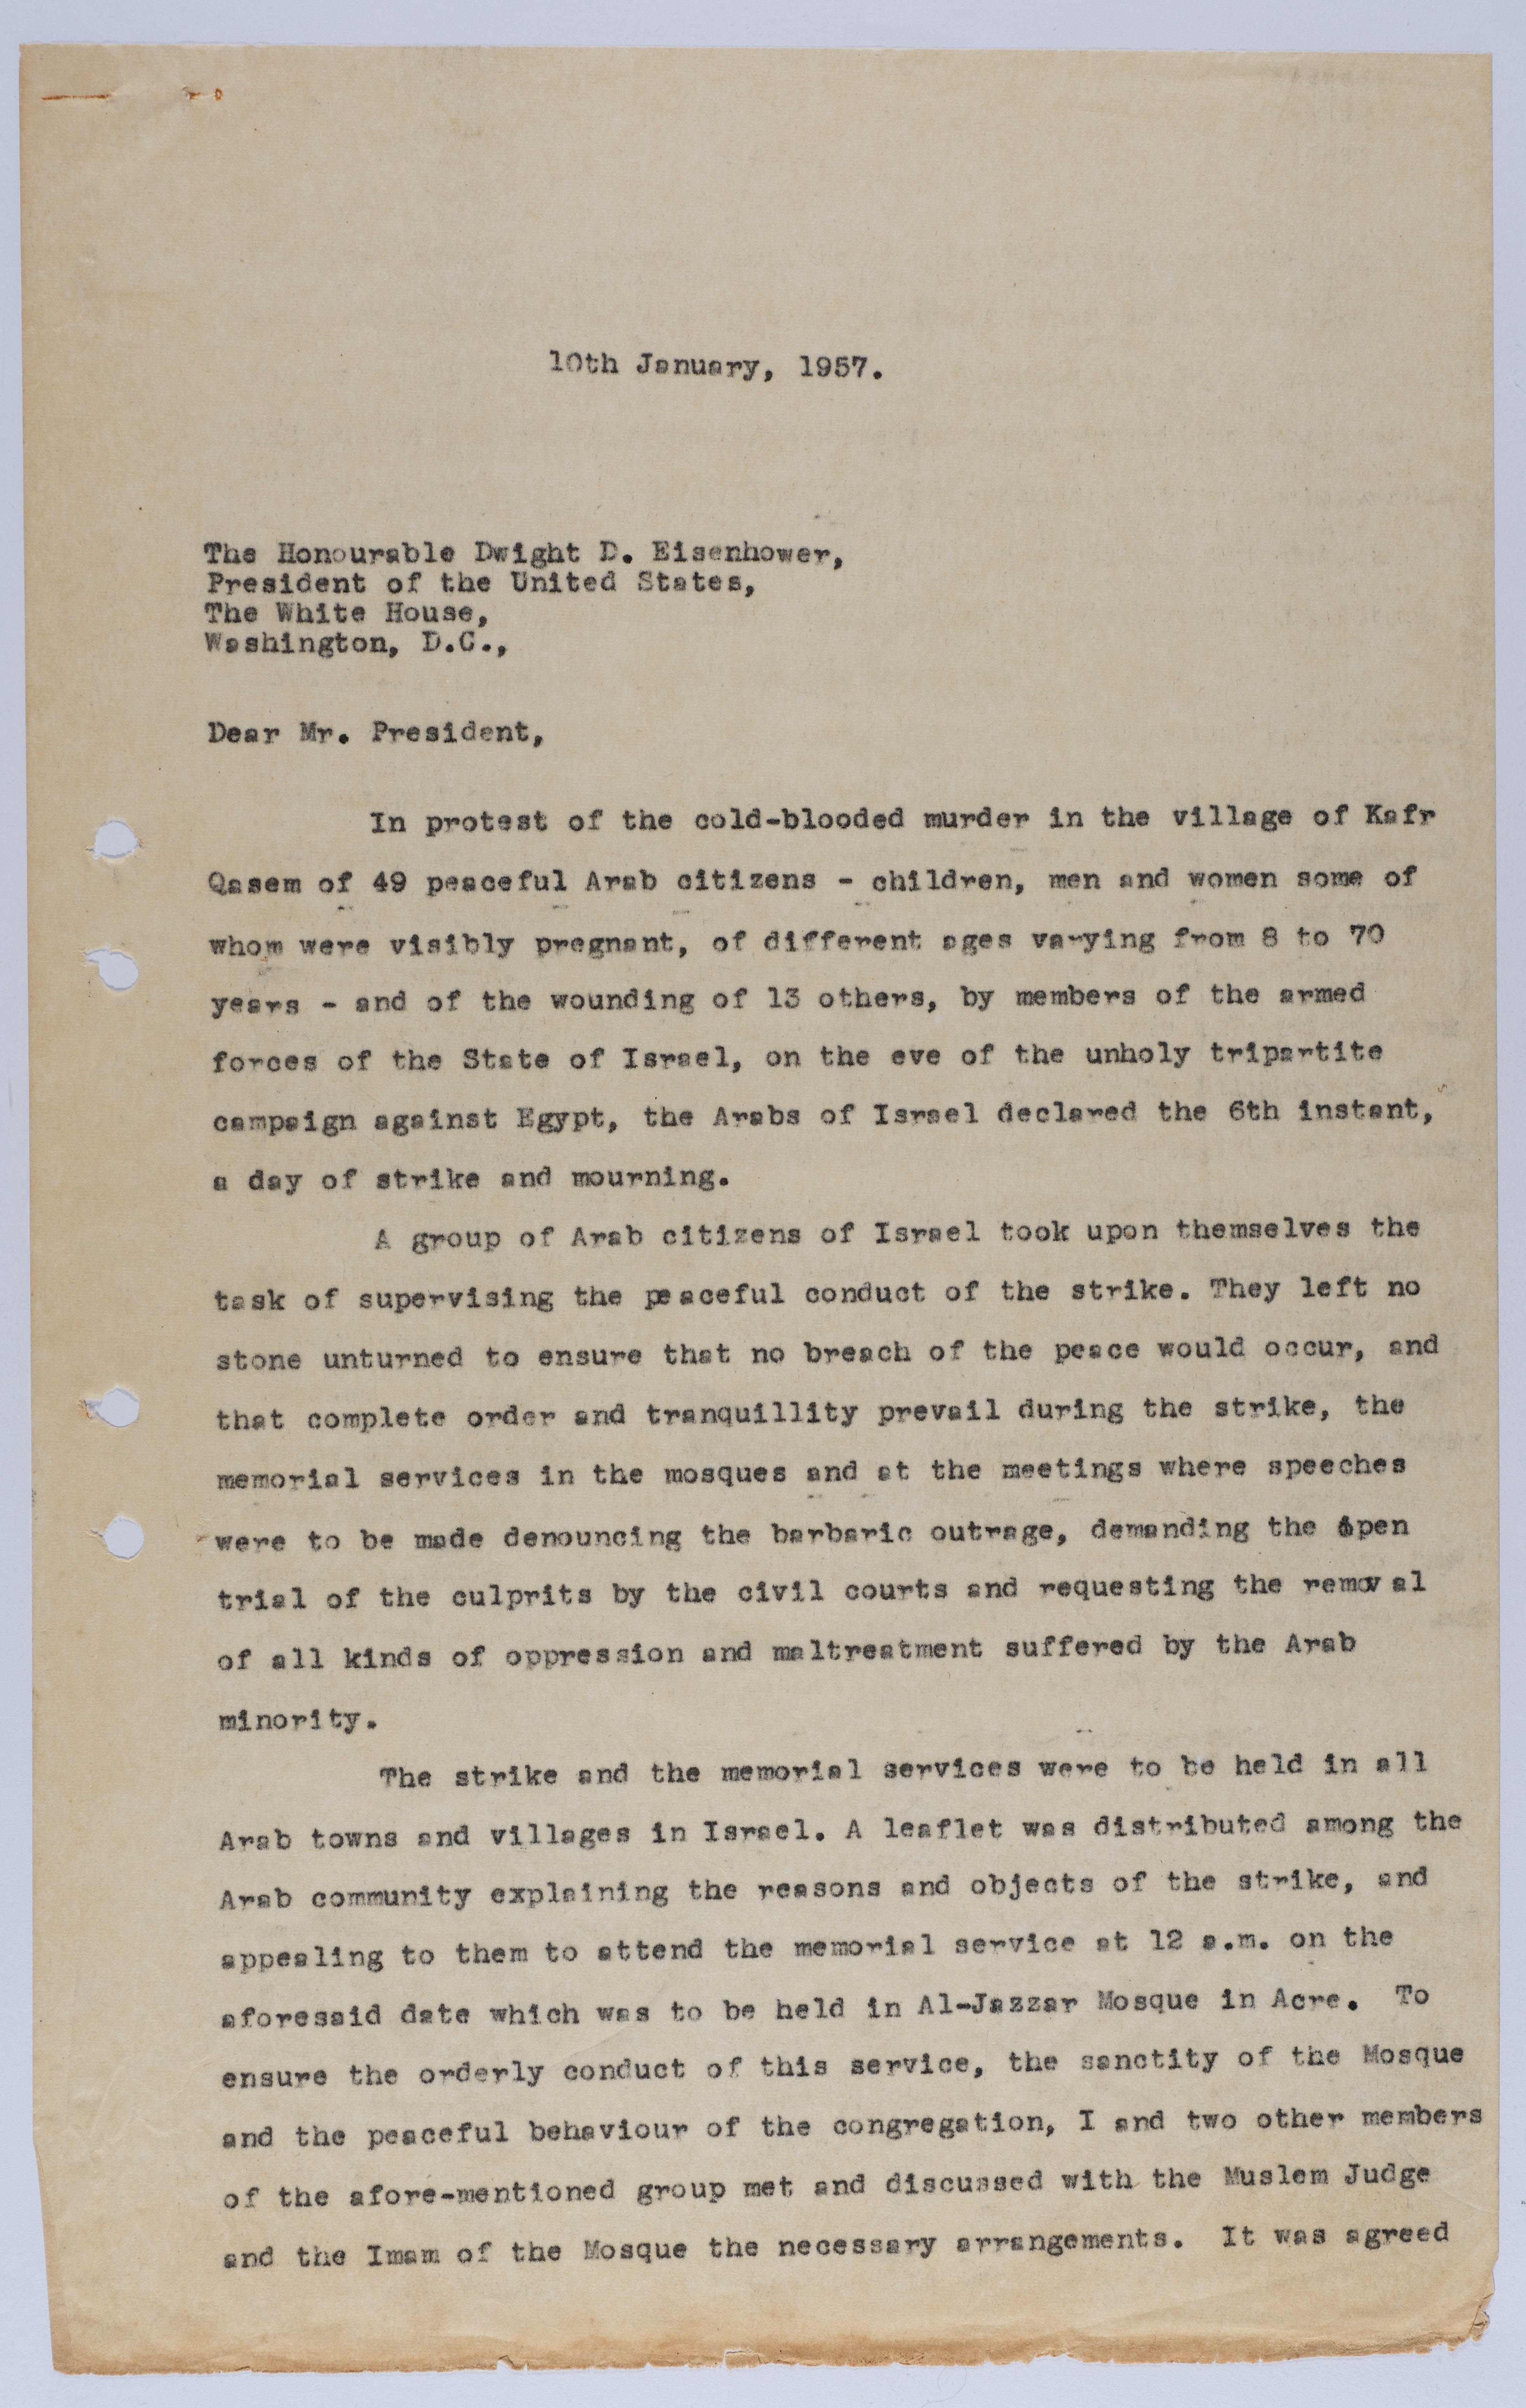 10th January, 1957.
The Honourable Dwight D. Eisenhower,
President of the United States,
The White House,
Washington, D.C.,
Dear Mr. President,
In protest of the cold-blooded murder in the village of Kafr
Qasem of 49 peaceful Arab citizens - children, men and women some of
whom were visibly pregnant, of different ages varying from 8 to 70
years - and of the wounding of 13 others, by members of the armed
forces of the State of Israel, on the eve of the unholy tripartite
campaign against Egypt, the Arabs of Israel declared the 6th instant,
a day of strike and mourning.
A group of Arab citizens of Israel took upon themselves the
task of supervising the peaceful conduct of the strike. They left no
stone unturned to ensure that no breach of the peace would occur, and
that complete order and tranquillity prevail during the strike, the
memorial services in the mosques and at the meetings where speeches
were to be made denouncing the barbaric outrage, demanding the open
trial of the culprits by the civil courts and requesting the removal
of all kinds of oppression and maltreatment suffered by the Arab
minority.
The strike and the memorial services were to be held in all
Arab towns and villages in Israel. A leaflet was distributed among the
Arab community explaining the reasons and objects of the strike, and
appealing to them to attend the memorial service at 12 a.m. on the
aforesaid date which was to be held in Al-Jazzar Mosque in Acre. To
ensure the orderly conduct of this service, the sanctity of the Mosque
and the peaceful behaviour of the congregation, I and two other members
of the afore-mentioned group met and discussed with the Muslem Judge
and the Imam of the Mosque the necessary arrangements. It was agreed